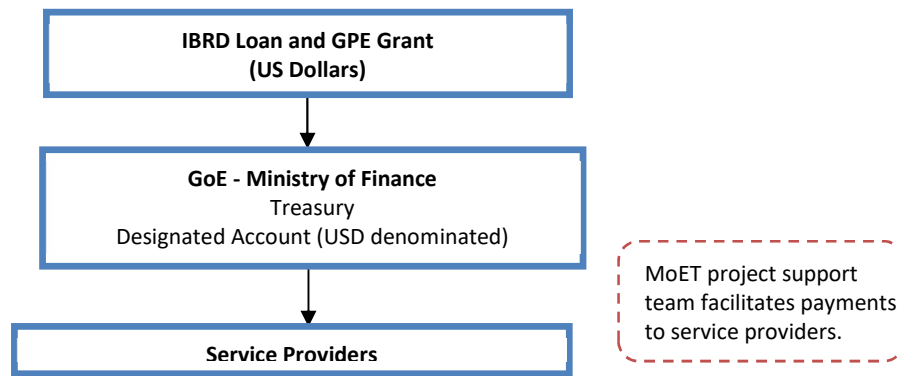 IBRD Loan and GPE Grant
(US Dollars)
GoE - Ministry of Finance
Treasury
Designated Account (USD denominated)
MoET project support
team facilitates payments
to service providers.
Service Providers